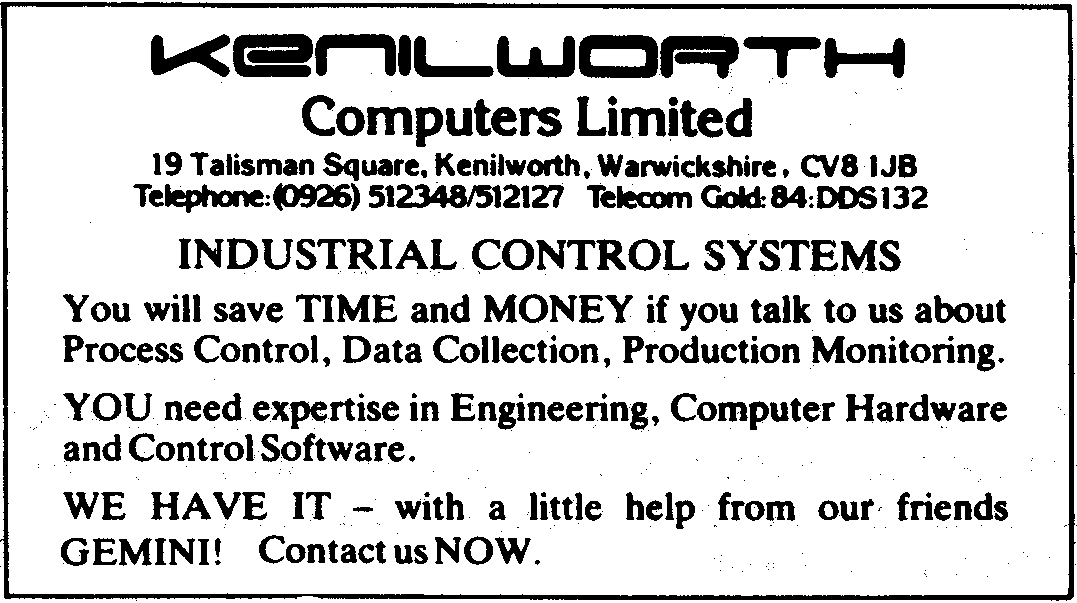 KENILWORTH
Computers Limited
19 Talisman Square, Kenilworth, Warwickshire, CV8 1JB
Telephone: (0926) 512348/512127 Telecom Gold: 84:DDS132
INDUSTRIAL CONTROL SYSTEMS
You will save TIME and MONEY if you talk to us about
Process Control, Data Collection, Production Monitoring.
YOU need expertise in Engineering, Computer Hardware
and Control Software.
WE HAVE IT – with a little help from our friends
GEMINI! Contact us NOW.